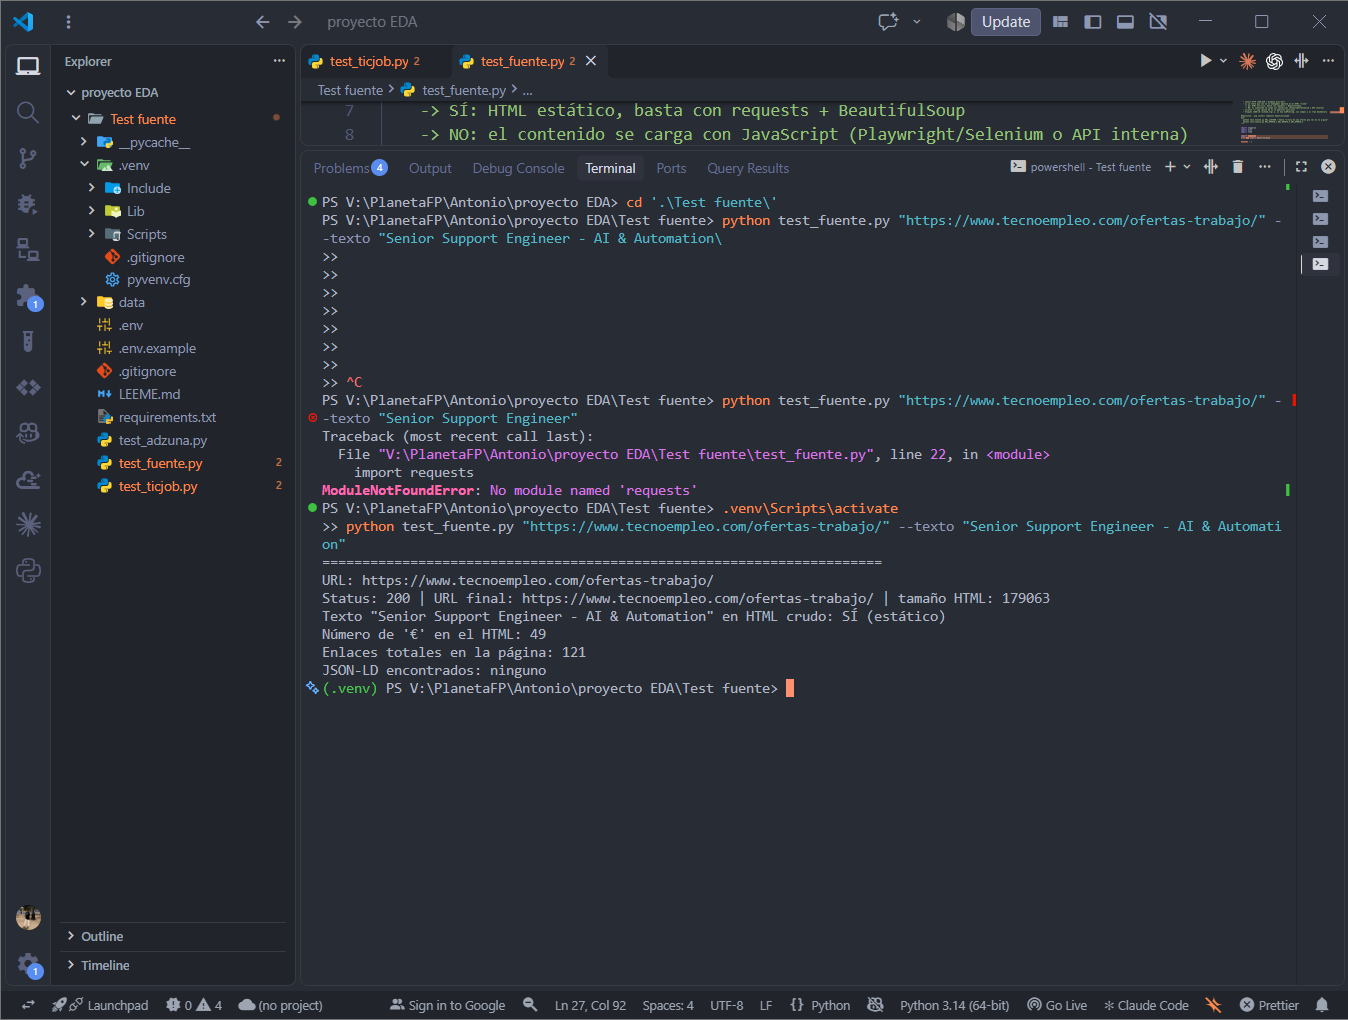 proyecto EDA
Update
Explorer
proyecto EDA
Test fuente
__pycache__
.venv
Include
Lib
Scripts
.gitignore
pyvenv.cfg
data
.env
.env.example
.gitignore
LEEME.md
requirements.txt
test_adzuna.py
test_fuente.py 2
test_ticjob.py 2
Outline
Timeline
1
1
test_ticjob.py 2
test_fuente.py 2
Test fuente > test_fuente.py > ...
7 -> SÍ: HTML estático, basta con requests + BeautifulSoup
8 -> NO: el contenido se carga con JavaScript (Playwright/Selenium o API interna)
Problems 4 Output Debug Console Terminal Ports Query Results
powershell - Test fuente
PS V:\PlanetaFP\Antonio\proyecto EDA> cd '.\Test fuente\'
PS V:\PlanetaFP\Antonio\proyecto EDA\Test fuente> python test_fuente.py "https://www.tecnoempleo.com/ofertas-trabajo/" -
-texto "Senior Support Engineer - AI & Automation\
>>
>>
>>
>>
>>
>>
>>
>> ^C
PS V:\PlanetaFP\Antonio\proyecto EDA\Test fuente> python test_fuente.py "https://www.tecnoempleo.com/ofertas-trabajo/" -
-texto "Senior Support Engineer"
Traceback (most recent call last):
File "V:\PlanetaFP\Antonio\proyecto EDA\Test fuente\test_fuente.py", line 22, in <module>
import requests
ModuleNotFoundError: No module named 'requests'
PS V:\PlanetaFP\Antonio\proyecto EDA\Test fuente> .venv\Scripts\activate
>> python test_fuente.py "https://www.tecnoempleo.com/ofertas-trabajo/" --texto "Senior Support Engineer - AI & Automati
on"
======================================================================
URL: https://www.tecnoempleo.com/ofertas-trabajo/
Status: 200 | URL final: https://www.tecnoempleo.com/ofertas-trabajo/ | tamaño HTML: 179063
Texto "Senior Support Engineer - AI & Automation" en HTML crudo: SÍ (estático)
Número de '€' en el HTML: 49
Enlaces totales en la página: 121
JSON-LD encontrados: ninguno
(.venv) PS V:\PlanetaFP\Antonio\proyecto EDA\Test fuente>
Launchpad 0 4 (no project) Sign in to Google Ln 27, Col 92 Spaces: 4 UTF-8 LF {} Python Python 3.14 (64-bit) Go Live Claude Code Prettier